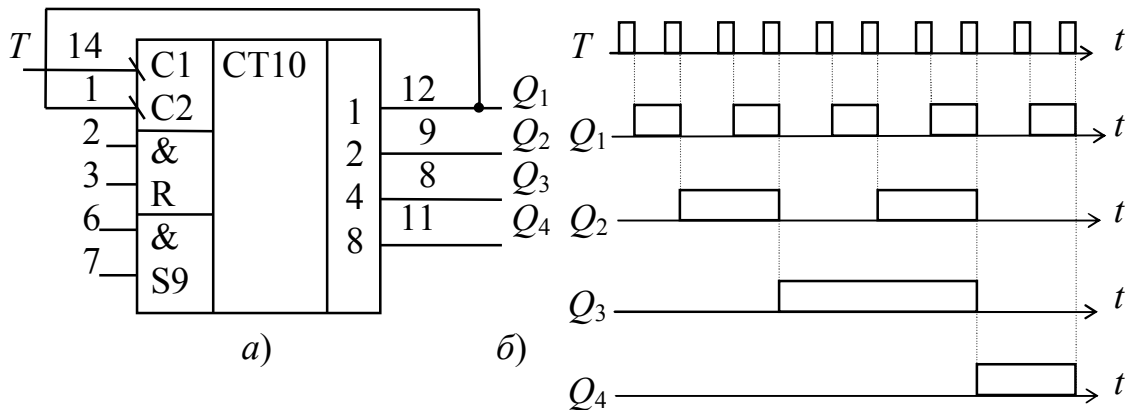 T 14 C1 CT10
1 C2
2 &
3 R
6 &
7 S9
1 12 Q1
2 9 Q2
4 8 Q3
8 11 Q4
а)
T t
Q1 t
Q2 t
Q3 t
Q4 t
б)